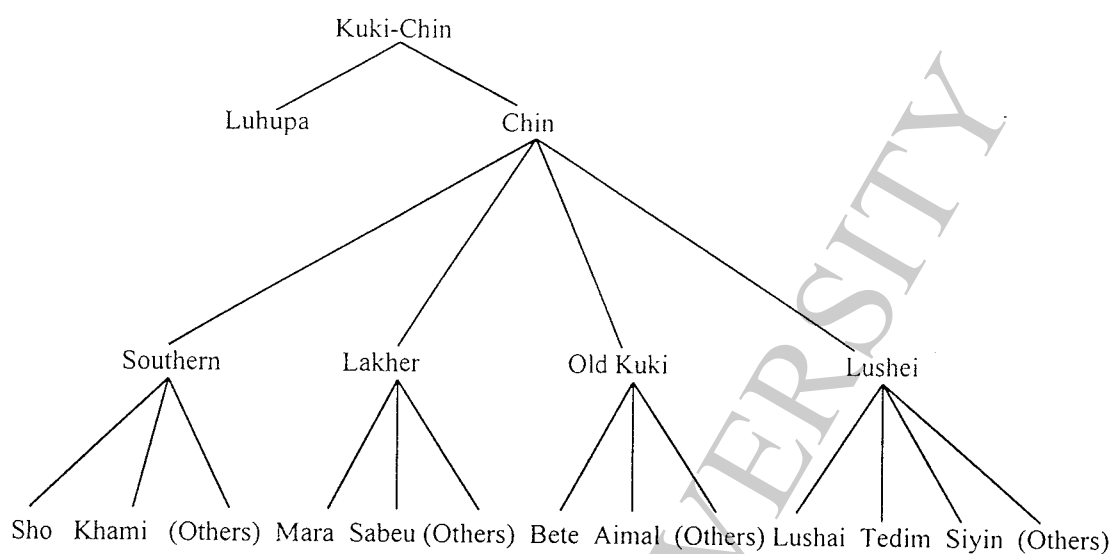 Kuki-Chin
Luhupa Chin
Southern Lakher Old Kuki Lushei
Sho Khami (Others) Mara Sabeu (Others) Bete Aimal (Others) Lushai Tedim Siyin (Others)
VERSITY